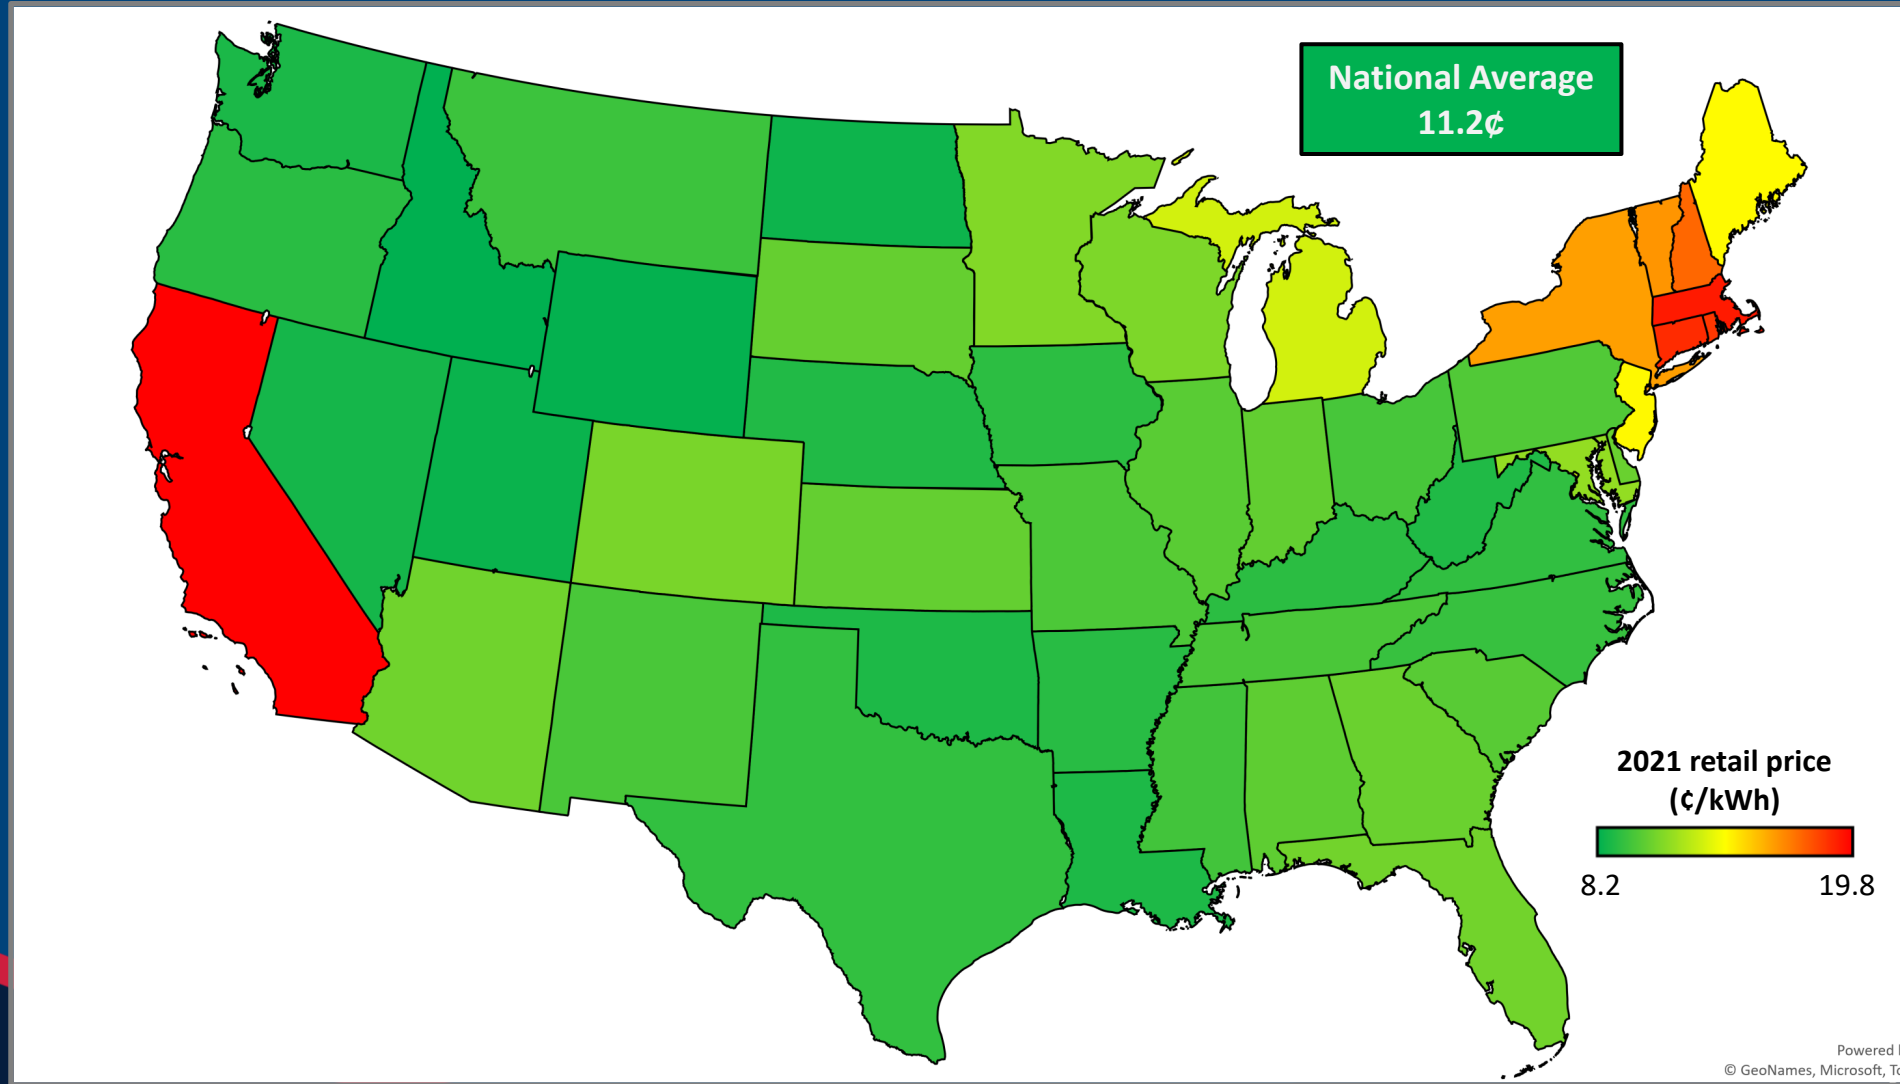 National Average
11.2¢
2021 retail price
(¢/kWh)
8.2
19.8
Powered
© GeoNames, Microsoft,